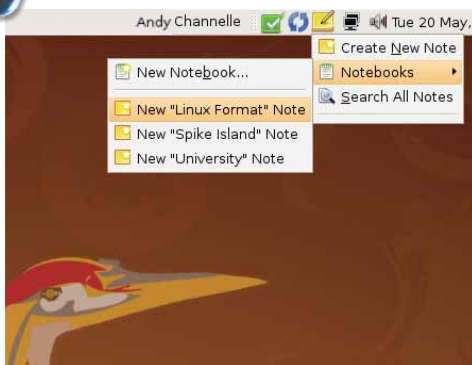 Andy Channelle
Tue 20 May,
Create New Note
Notebooks
Search All Notes
New Notebook...
New "Linux Format" Note
New "Spike Island" Note
New "University" Note